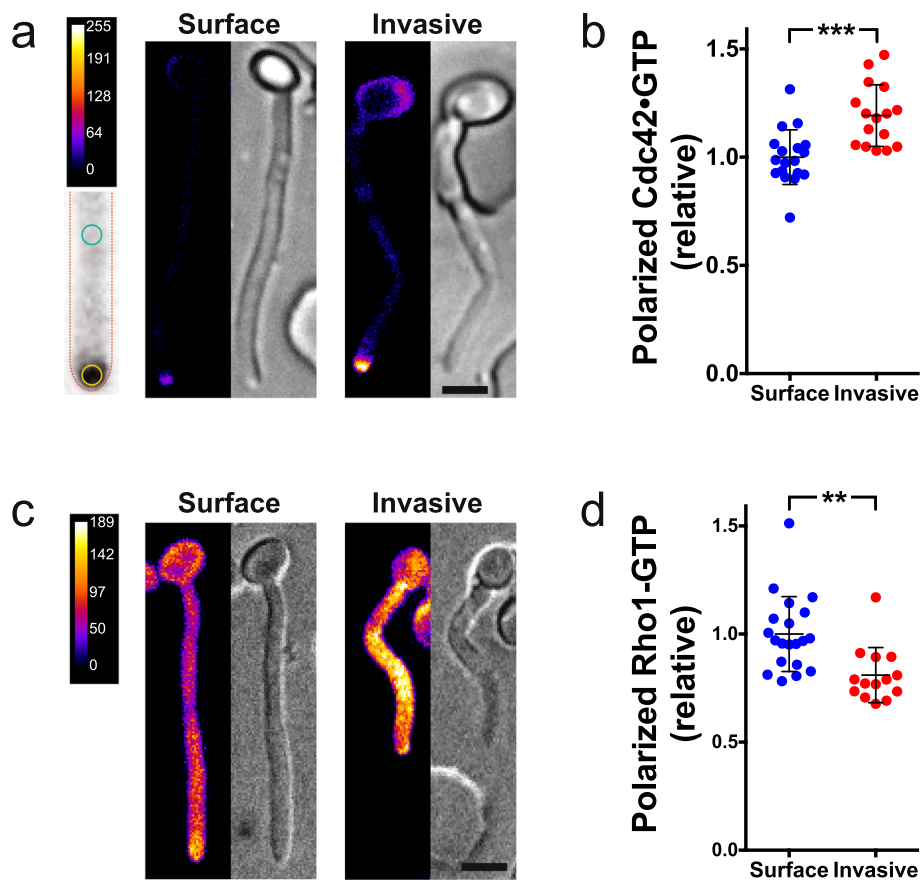 a
Surface
Invasive
255
191
128
64
0
b
Polarized Cdc42•GTP
(relative)
1.5
1.0
0.5
0.0
***
Surface
Invasive
c
Surface
Invasive
189
142
97
50
0
d
Polarized Rho1-GTP
(relative)
1.5
1.0
0.5
0.0
**
Surface
Invasive